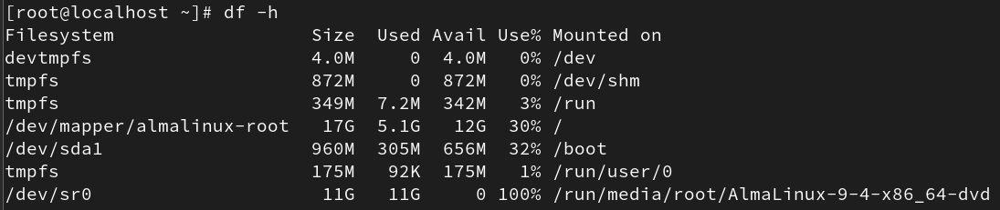 [root@localhost ~]# df -h
Filesystem                  Size  Used Avail Use% Mounted on
devtmpfs                    4.0M     0  4.0M   0% /dev
tmpfs                       872M     0  872M   0% /dev/shm
tmpfs                       349M  7.2M  342M   3% /run
/dev/mapper/almalinux-root   17G  5.1G   12G  30% /
/dev/sda1                   960M  305M  656M  32% /boot
tmpfs                       175M   92K  175M   1% /run/user/0
/dev/sr0                     11G   11G     0 100% /run/media/root/AlmaLinux-9-4-x86_64-dvd